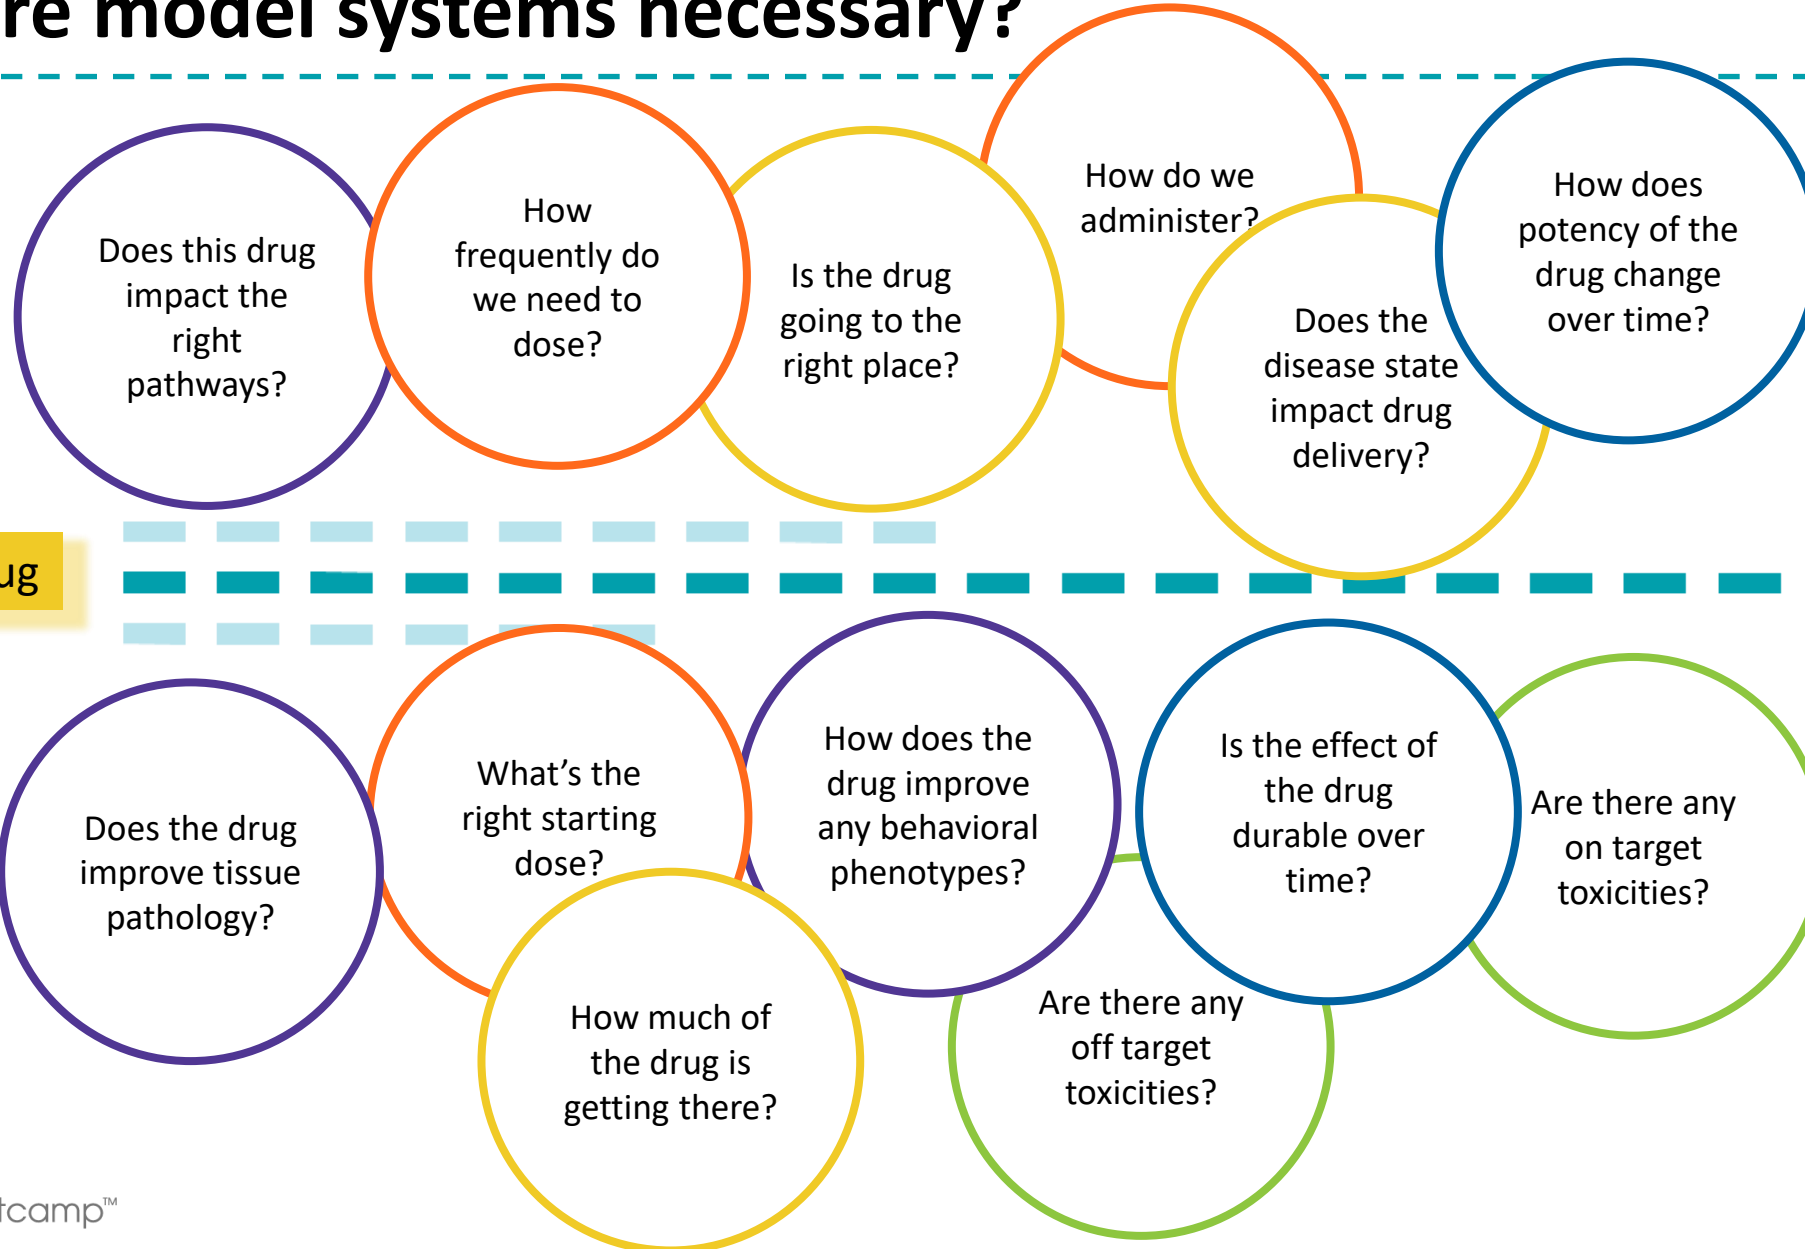 re model systems necessary?
Does this drug
impact the
right
pathways?
How
frequently do
we need to
dose?
Is the drug
going to the
right place?
How do we
administer?
Does the
disease state
impact drug
delivery?
How does
potency of the
drug change
over time?
ug
Does the drug
improve tissue
pathology?
What’s the
right starting
dose?
How much of
the drug is
getting there?
How does the
drug improve
any behavioral
phenotypes?
Are there any
off target
toxicities?
Is the effect of
the drug
durable over
time?
Are there any
on target
toxicities?
tcamp™